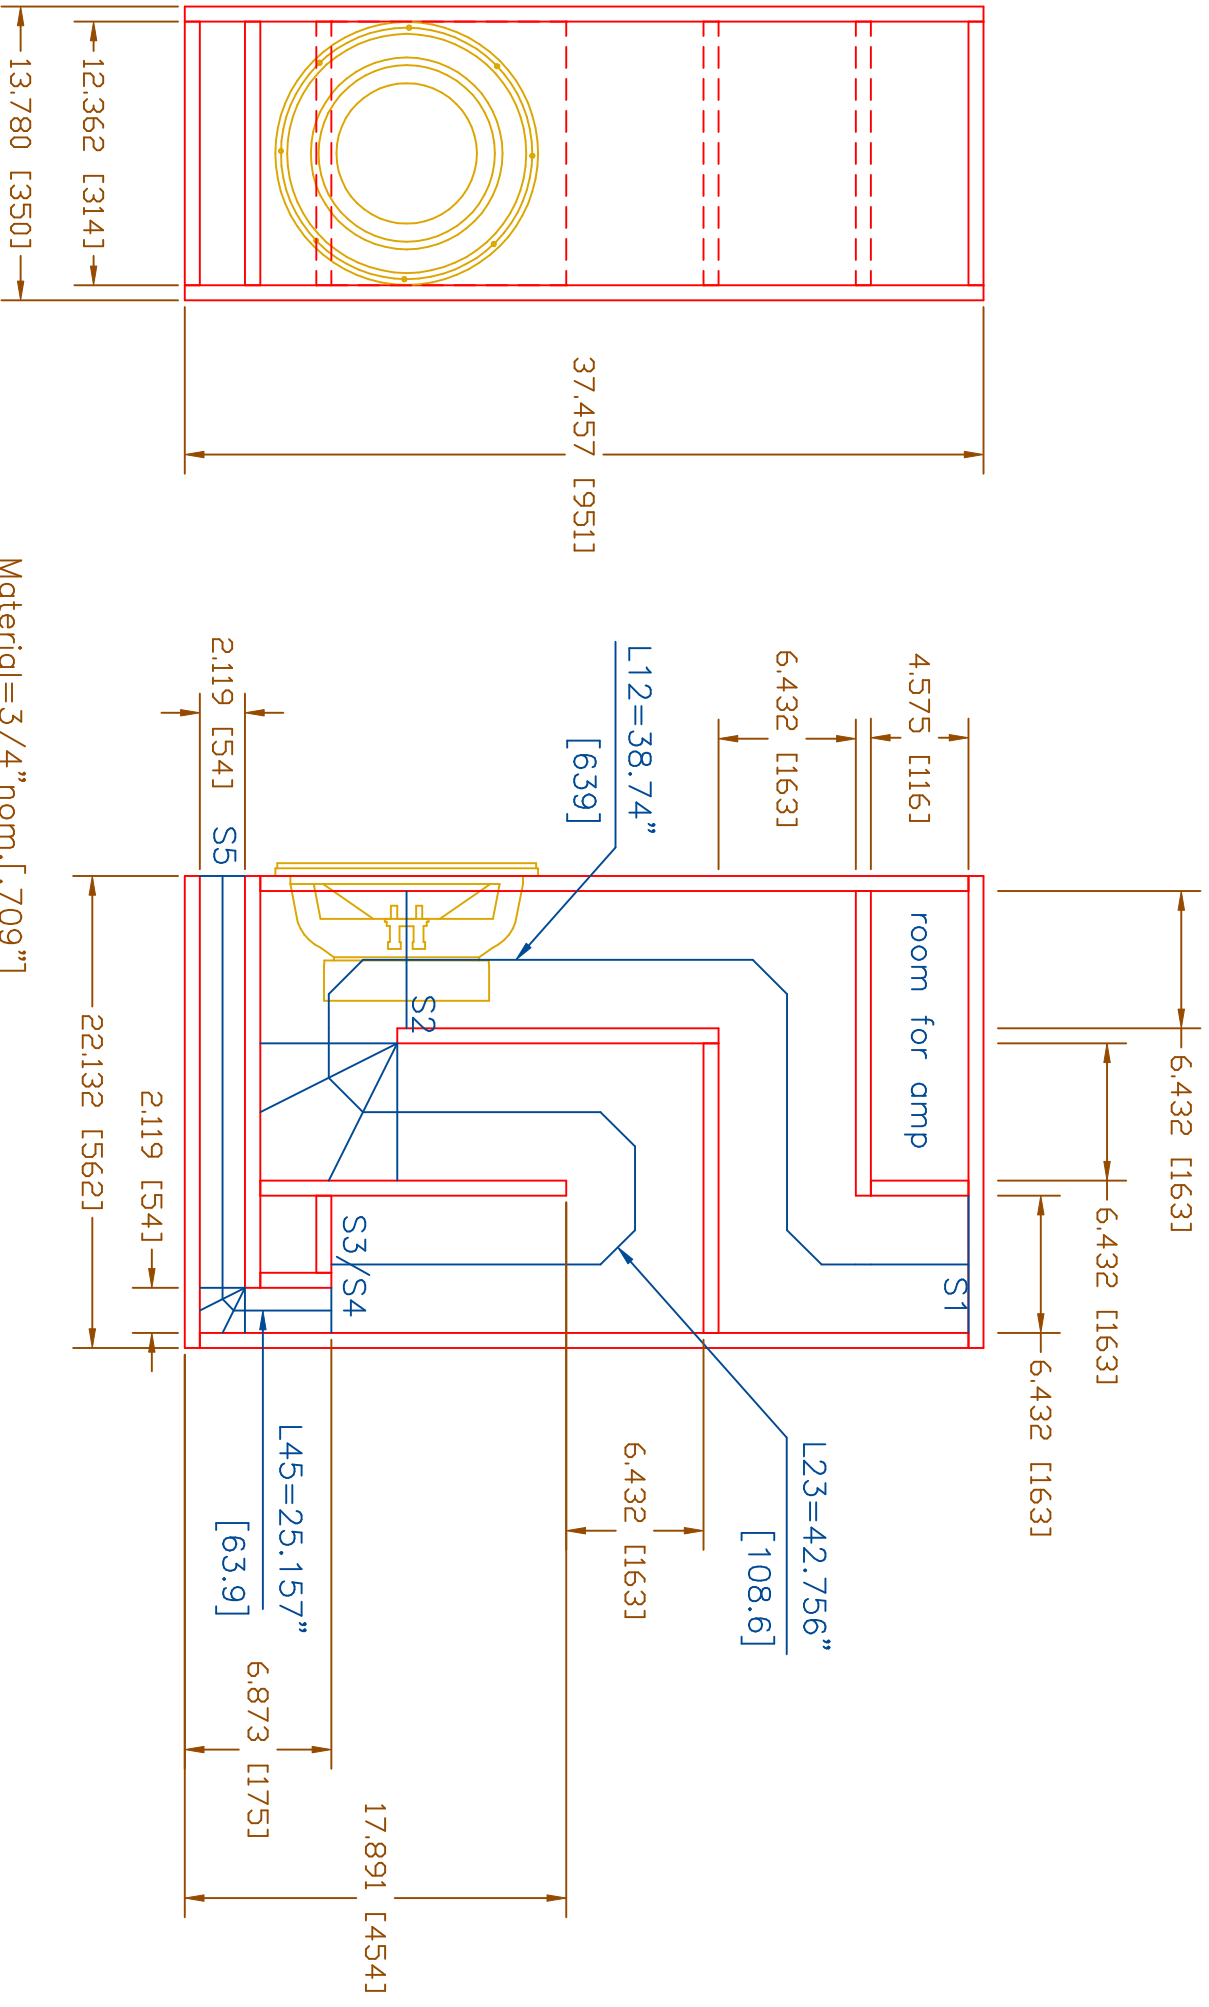 13.780 [350]
12.362 [314]
37.457 [951]
Material=3/4" nom.[.709"]
2.119 [54]
S5
L12=38.74"
[639]
6.432 [163]
4.575 [116]
room for amp
6.432 [163]
6.432 [163]
6.432 [163]
S2
S1
S3/S4
22.132 [562]
2.119 [54]
L45=25.157"
[63.9]
L23=42.756"
[108.6]
6.432 [163]
6.873 [175]
17.891 [454]